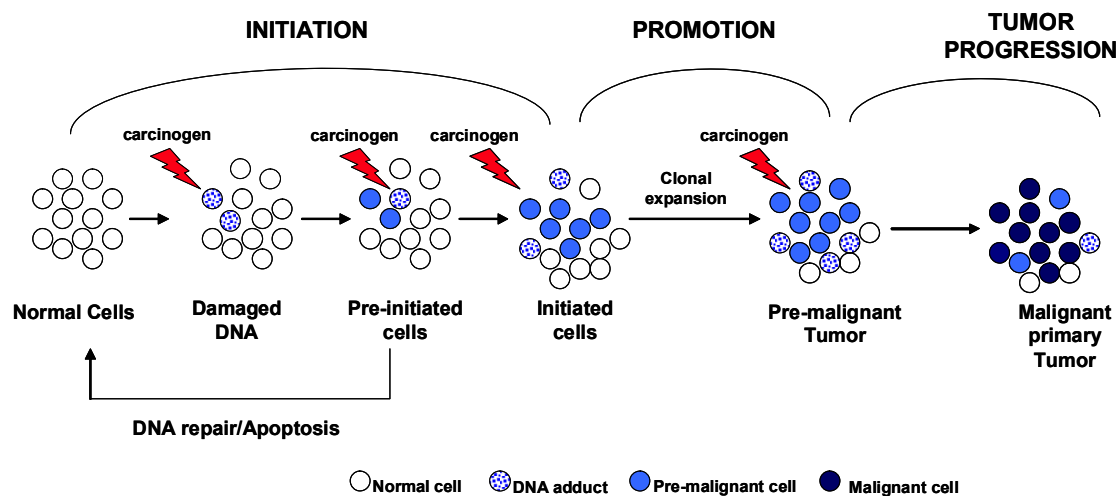 INITIATION
PROMOTION
TUMOR
PROGRESSION
carcinogen
carcinogen
carcinogen
carcinogen
Clonal
expansion
Normal Cells
Damaged
DNA
Pre-initiated
cells
Initiated
cells
Pre-malignant
Tumor
Malignant
primary
Tumor
DNA repair/Apoptosis
Normal cell
DNA adduct
Pre-malignant cell
Malignant cell